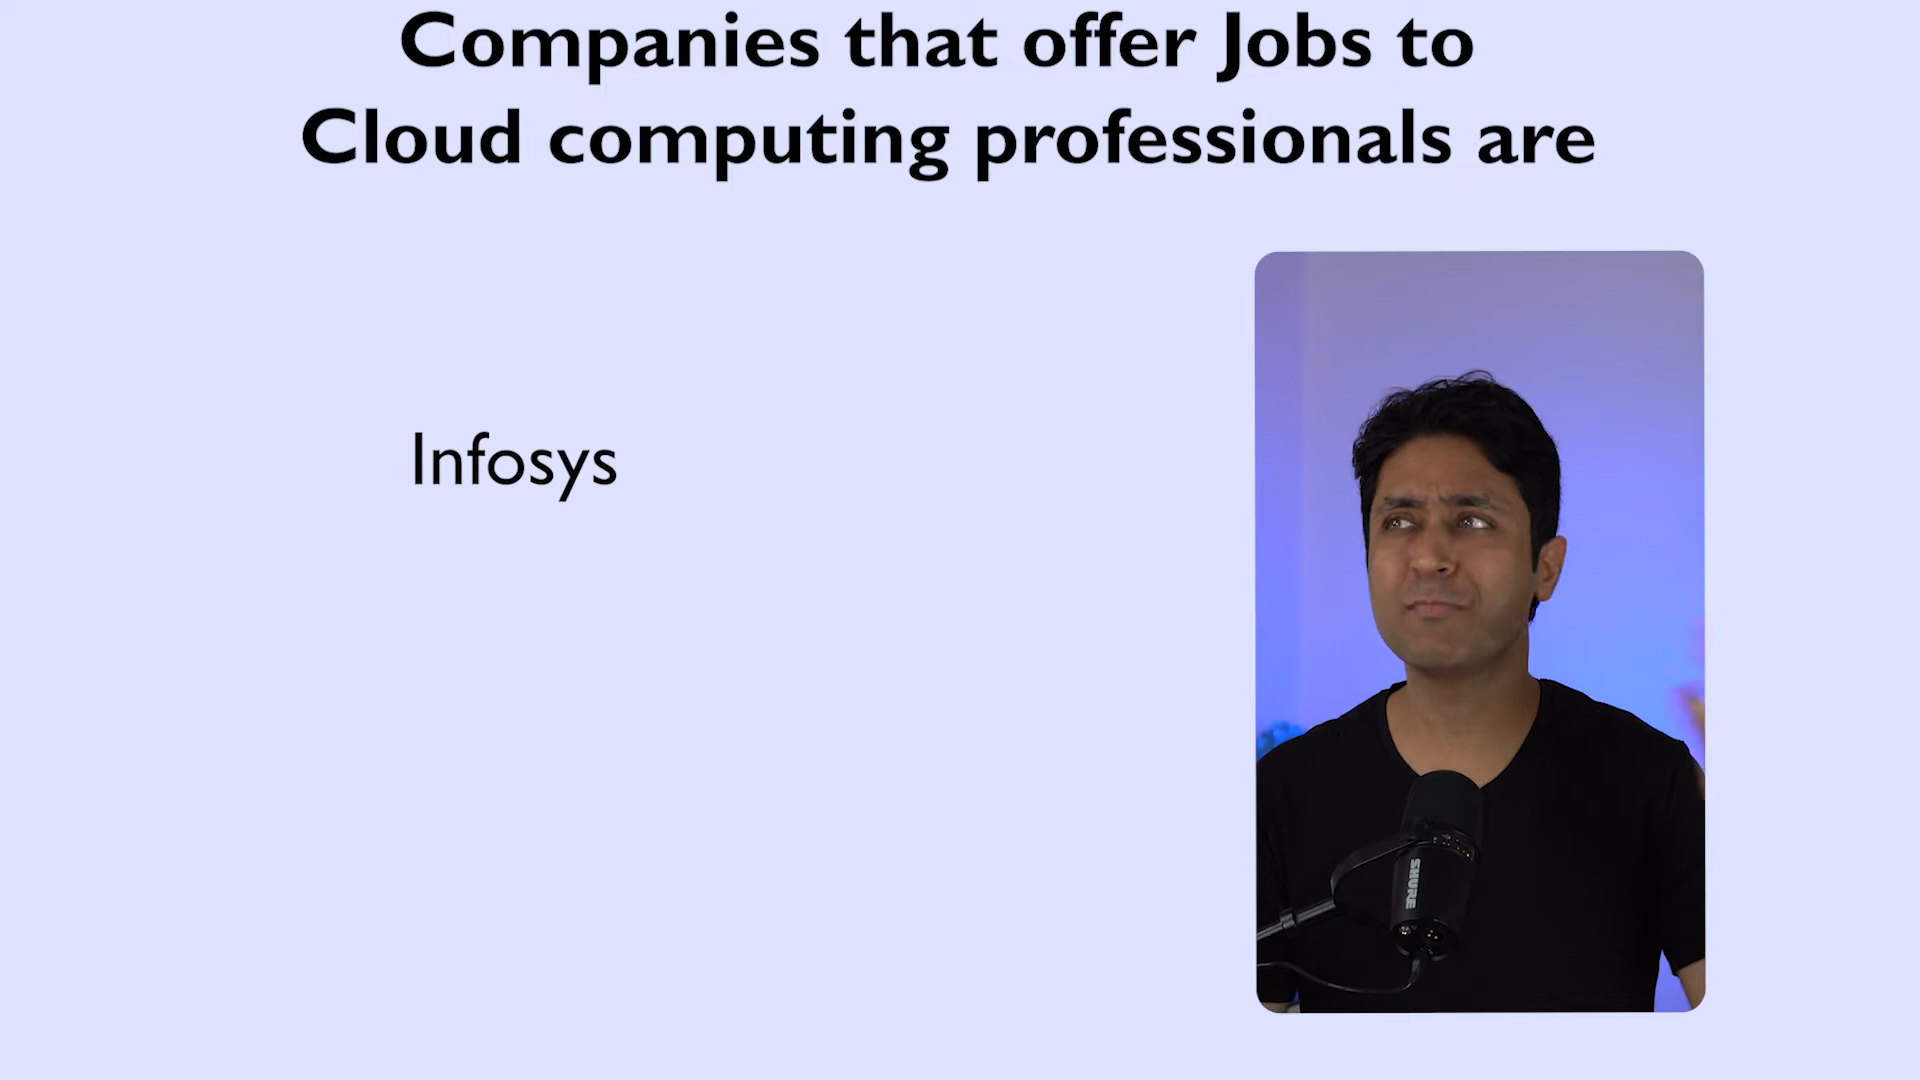 Companies that offer Jobs to
Cloud computing professionals are
Infosys
SHURE